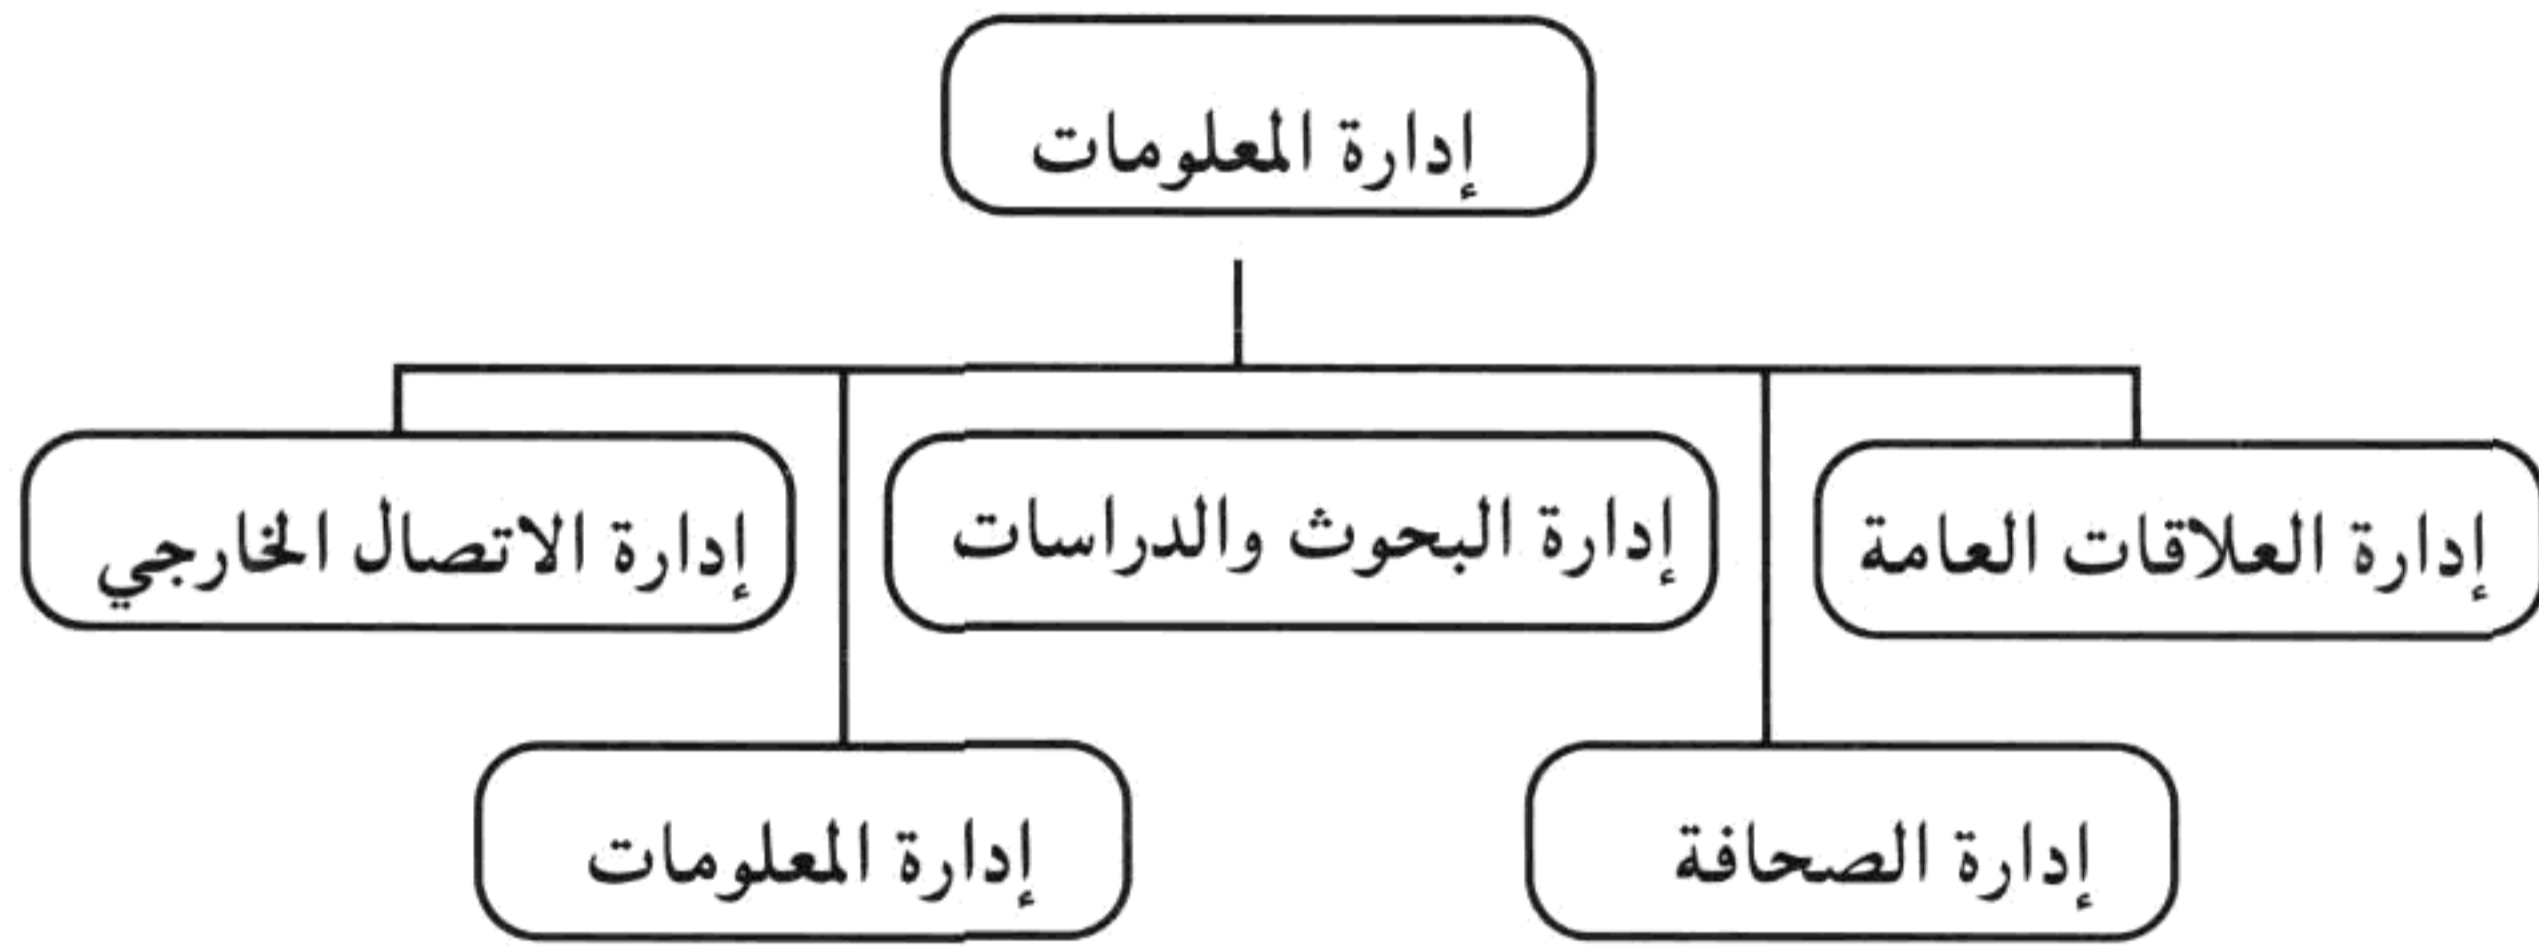 إدارة المعلومات
إدارة العلاقات العامة
إدارة البحوث والدراسات
إدارة الاتصال الخارجي
إدارة الصحافة
إدارة المعلومات